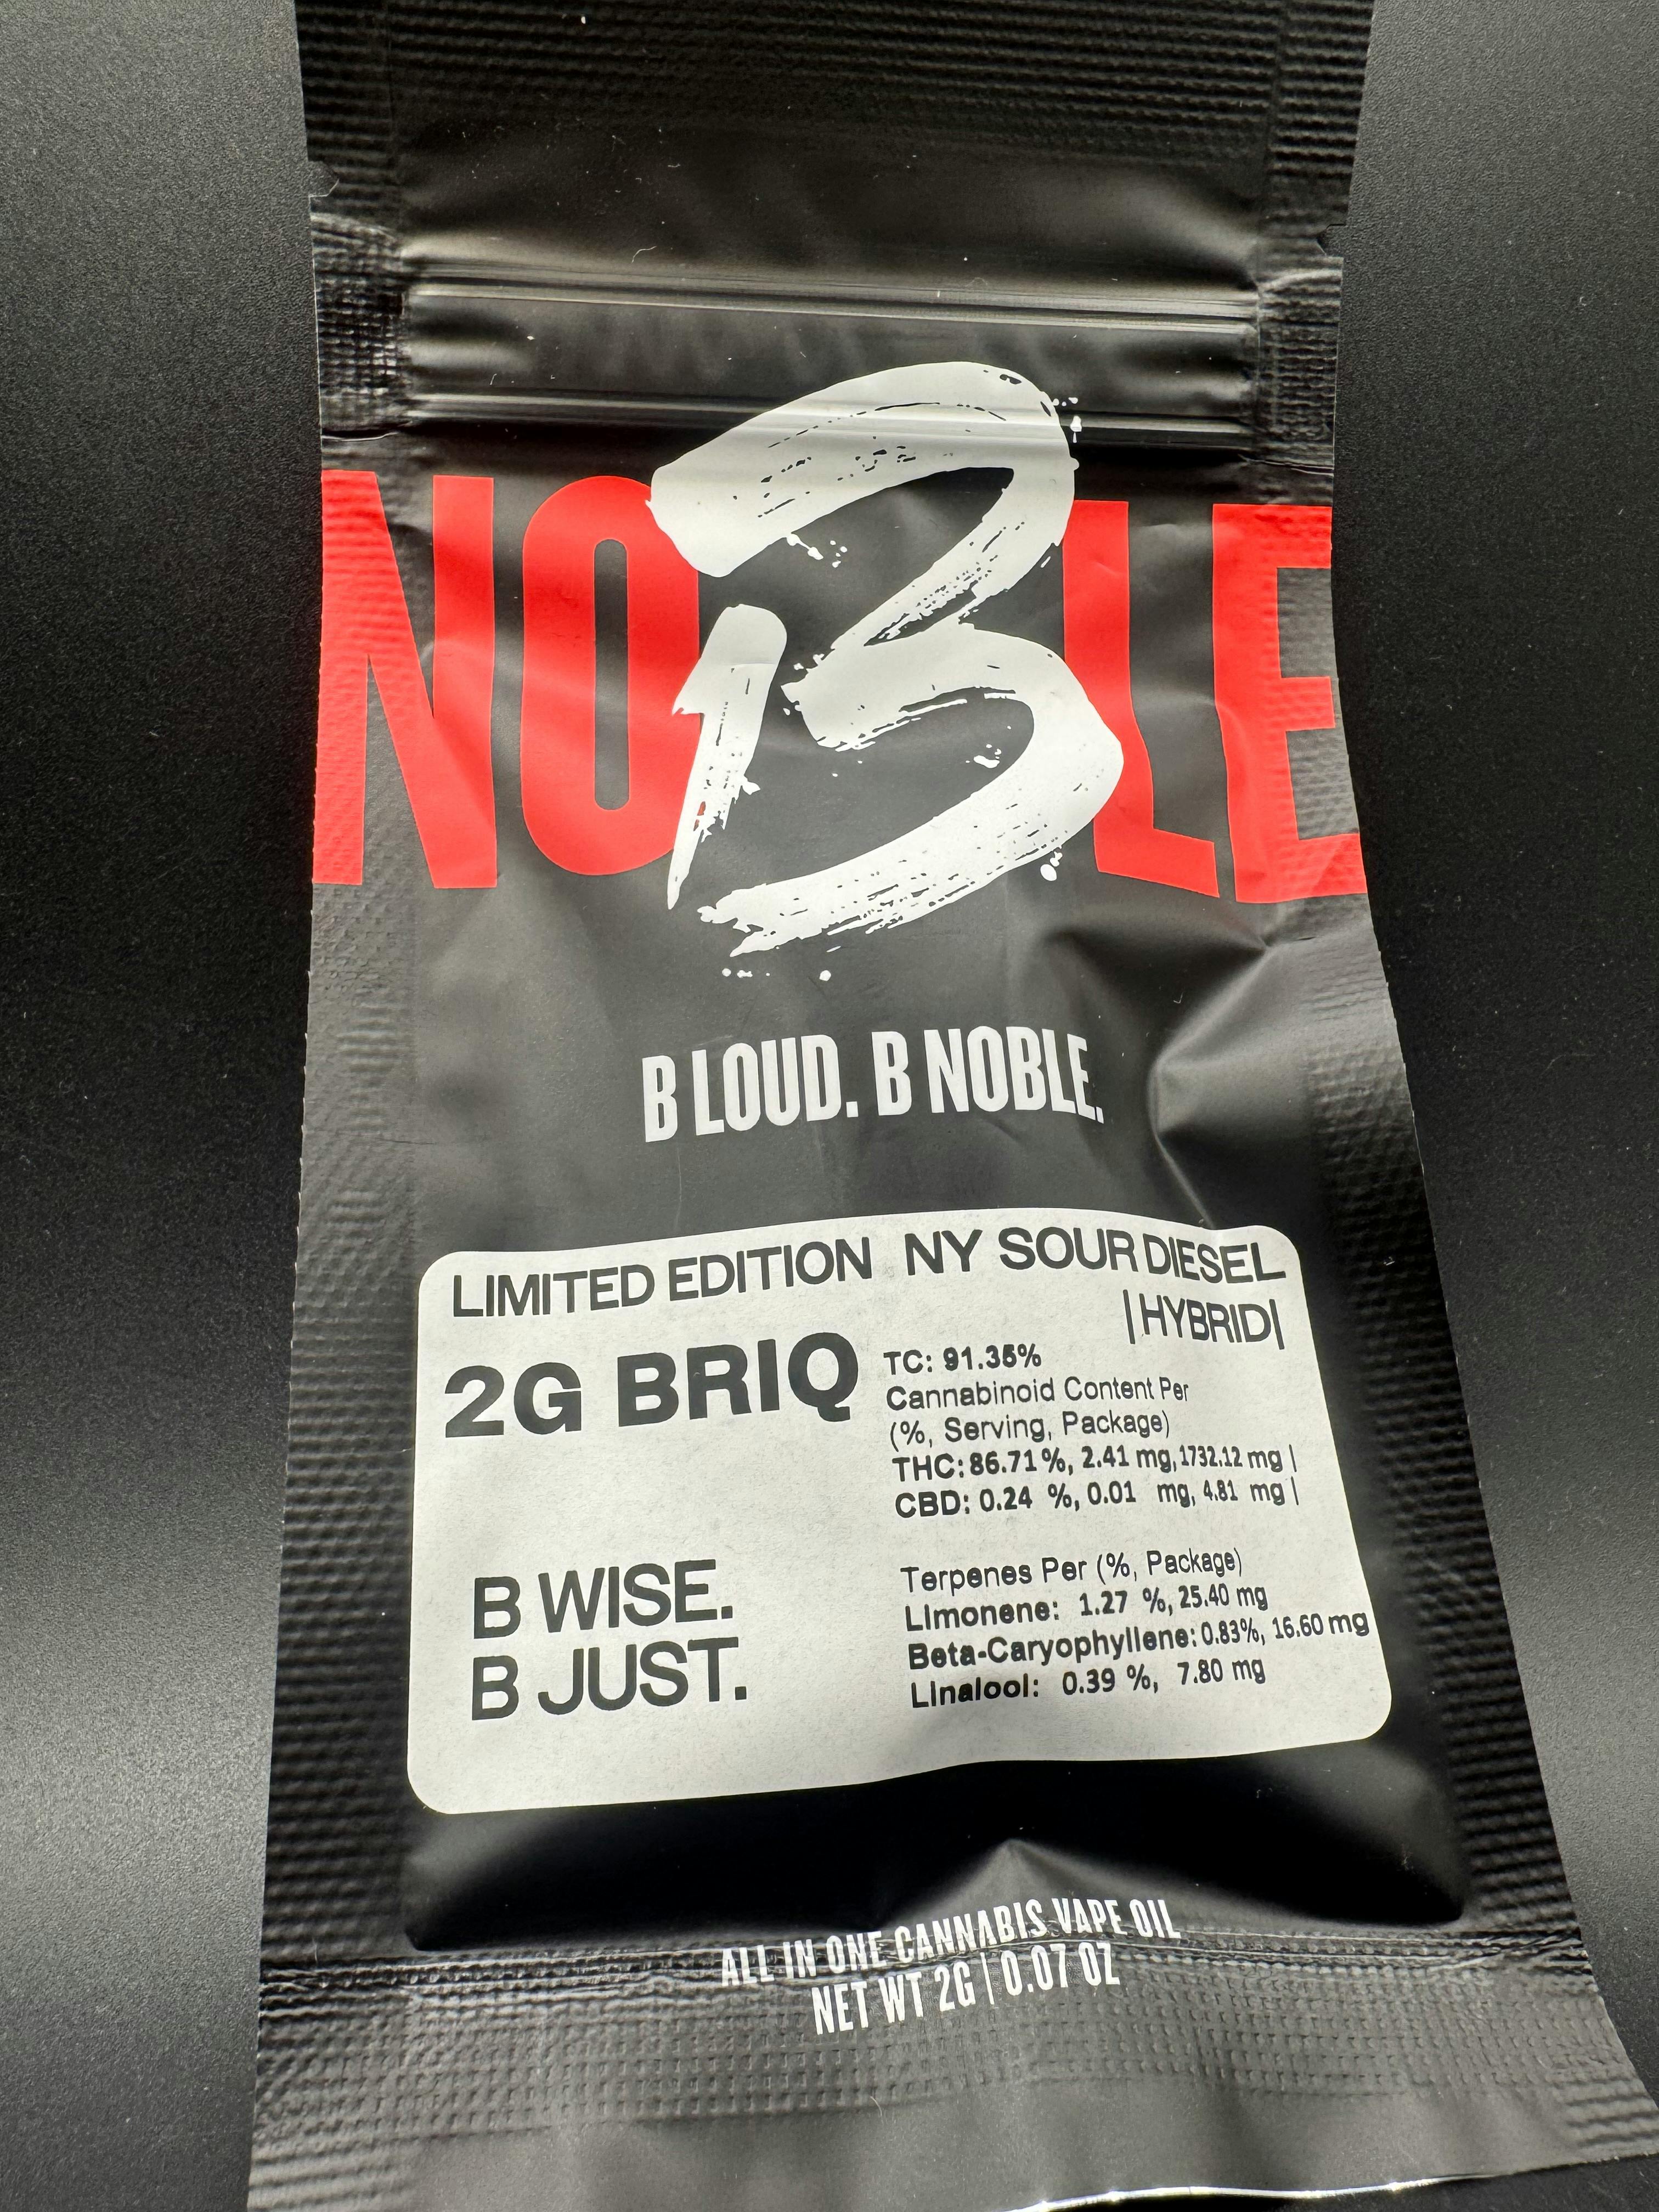 NOBLE
B LOUD. B NOBLE.
LIMITED EDITION NY SOUR DIESEL
|HYBRID|
2G BRIQ
TC: 91.35%
Cannabinoid Content Per
(%, Serving, Package)
THC: 86.71%, 2.41 mg, 1732.12 mg |
CBD: 0.24 %, 0.01 mg, 4.81 mg |
B WISE.
B JUST.
Terpenes Per (%, Package)
Limonene: 1.27 %, 25.40 mg
Beta-Caryophyllene: 0.83%, 16.60 mg
Linalool: 0.39 %, 7.80 mg
ALL IN ONE CANNABIS VAPE OIL
NET WT 2G | 0.07 OZ